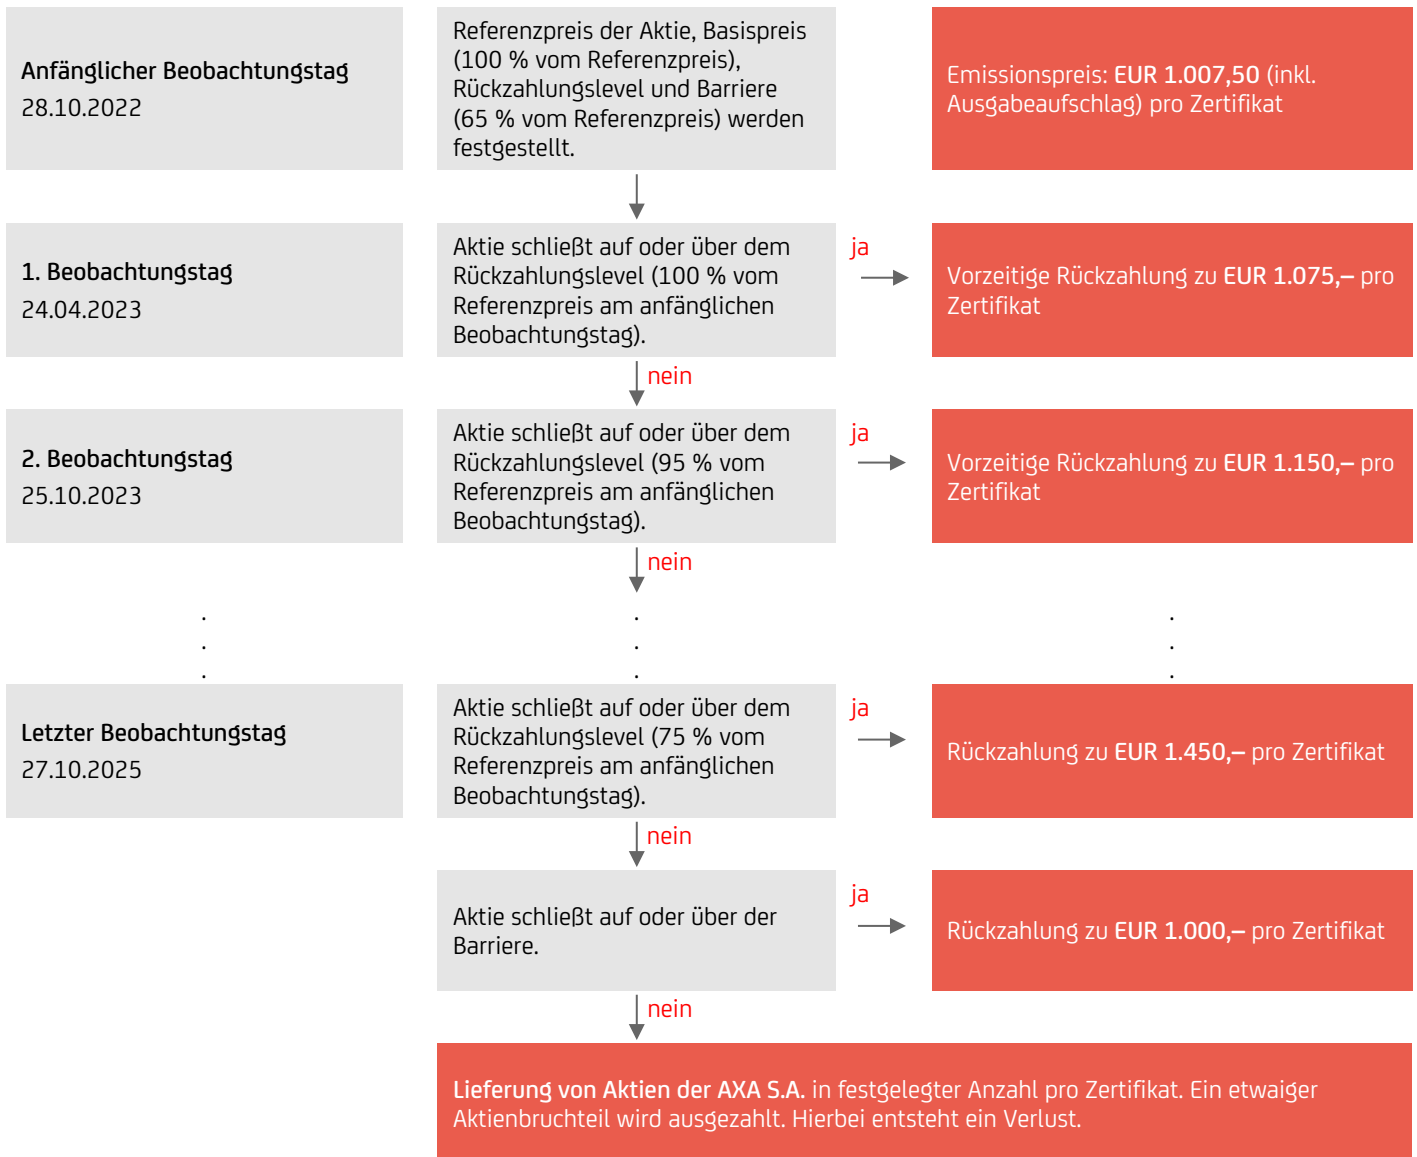 Anfänglicher Beobachtungstag
28.10.2022
Referenzpreis der Aktie, Basispreis
(100 % vom Referenzpreis),
Rückzahlungslevel und Barriere
(65 % vom Referenzpreis) werden
festgestellt.
Emissionspreis: EUR 1.007,50 (inkl.
Ausgabeaufschlag) pro Zertifikat
1. Beobachtungstag
24.04.2023
Aktie schließt auf oder über dem
Rückzahlungslevel (100 % vom
Referenzpreis am anfänglichen
Beobachtungstag).
ja
Vorzeitige Rückzahlung zu EUR 1.075,– pro
Zertifikat
nein
2. Beobachtungstag
25.10.2023
Aktie schließt auf oder über dem
Rückzahlungslevel (95 % vom
Referenzpreis am anfänglichen
Beobachtungstag).
ja
Vorzeitige Rückzahlung zu EUR 1.150,– pro
Zertifikat
nein
. . .
. . .
. . .
Letzter Beobachtungstag
27.10.2025
Aktie schließt auf oder über dem
Rückzahlungslevel (75 % vom
Referenzpreis am anfänglichen
Beobachtungstag).
ja
Rückzahlung zu EUR 1.450,– pro Zertifikat
nein
Aktie schließt auf oder über der
Barriere.
ja
Rückzahlung zu EUR 1.000,– pro Zertifikat
nein
Lieferung von Aktien der AXA S.A. in festgelegter Anzahl pro Zertifikat. Ein etwaiger
Aktienbruchteil wird ausgezahlt. Hierbei entsteht ein Verlust.